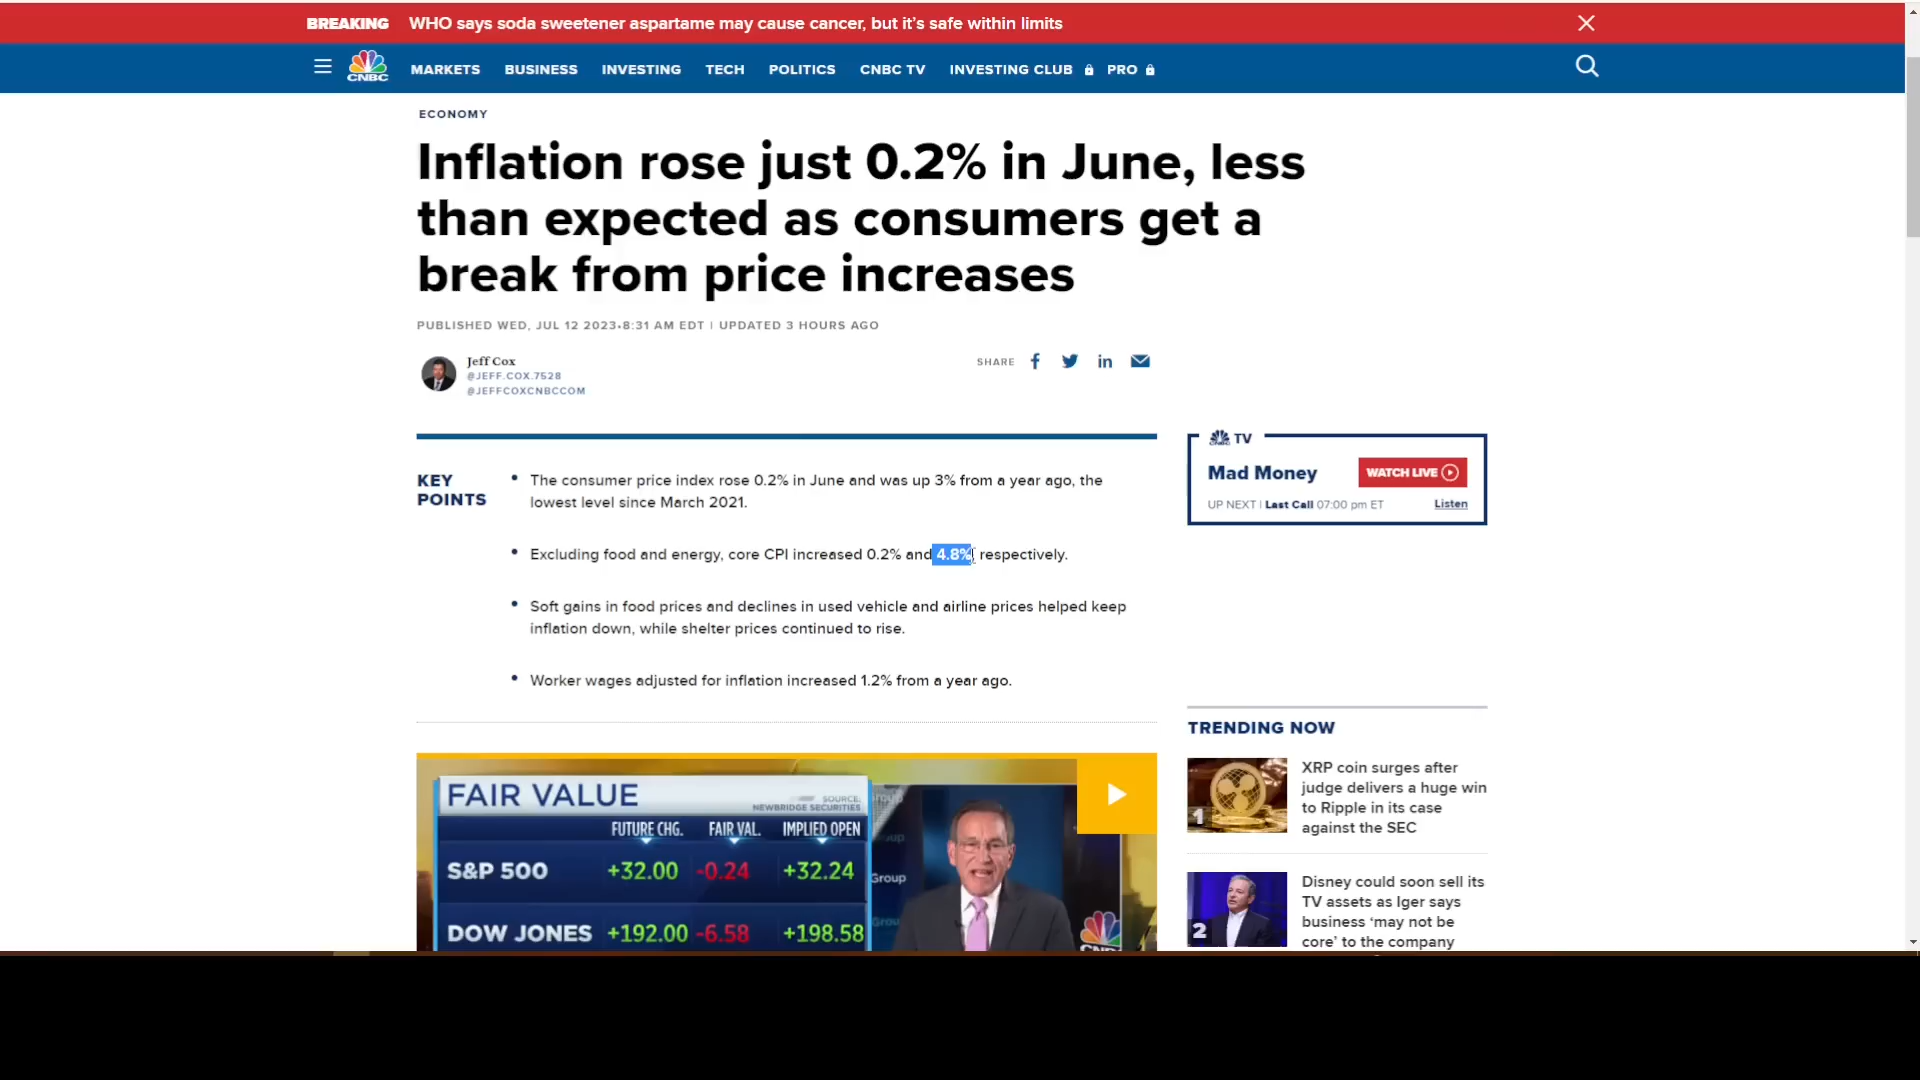 BREAKING WHO says soda sweetener aspartame may cause cancer, but it’s safe within limits
CNBC MARKETS BUSINESS INVESTING TECH POLITICS CNBC TV INVESTING CLUB PRO
ECONOMY
Inflation rose just 0.2% in June, less
than expected as consumers get a
break from price increases
PUBLISHED WED, JUL 12 2023•8:31 AM EDT | UPDATED 3 HOURS AGO
Jeff Cox
@JEFF.COX.7528
@JEFFCOXCNBCCOM
SHARE
KEY
POINTS
The consumer price index rose 0.2% in June and was up 3% from a year ago, the
lowest level since March 2021.
Excluding food and energy, core CPI increased 0.2% and 4.8%, respectively.
Soft gains in food prices and declines in used vehicle and airline prices helped keep
inflation down, while shelter prices continued to rise.
Worker wages adjusted for inflation increased 1.2% from a year ago.
FAIR VALUE
SOURCE:
NEWBRIDGE SECURITIES
FUTURE CHG. FAIR VAL. IMPLIED OPEN
S&P 500 +32.00 -0.24 +32.24
DOW JONES +192.00 -6.58 +198.58
Group
CNBC TV
Mad Money
WATCH LIVE
UP NEXT | Last Call 07:00 pm ET
Listen
TRENDING NOW
1
XRP coin surges after
judge delivers a huge win
to Ripple in its case
against the SEC
2
Disney could soon sell its
TV assets as Iger says
business ‘may not be
core’ to the company